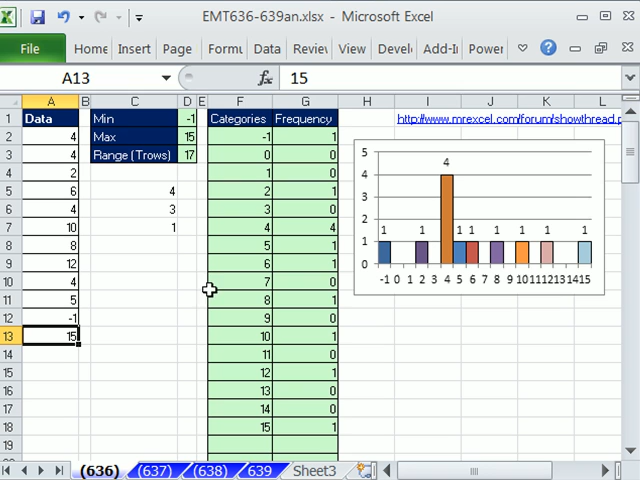 EMT636-639an.xlsx - Microsoft Excel
File Home Insert Page Formu Data Review View Develo Add-In Power
A13 fx 15
A B C D E F G H I J K L
1 Data Min -1 Categories Frequency http://www.mrexcel.com/forum/showthread.p
2 4 Max 15 -1 1
3 4 Range (Trows) 17 0 0
4 2 1 0
5 6 4 2 1
6 4 3 3 0
7 10 1 4 4
8 8 5 1
9 12 6 1
10 4 7 0
11 5 8 1
12 -1 9 0
13 15 10 1
14 11 0
15 12 1
16 13 0
17 14 0
18 15 1
19
5
4
3
2
1
0
1 1 4 1 1 1 1 1 1
-1 0 1 2 3 4 5 6 7 8 9 10 11 12 13 14 15
(636) (637) (638) 639 Sheet3